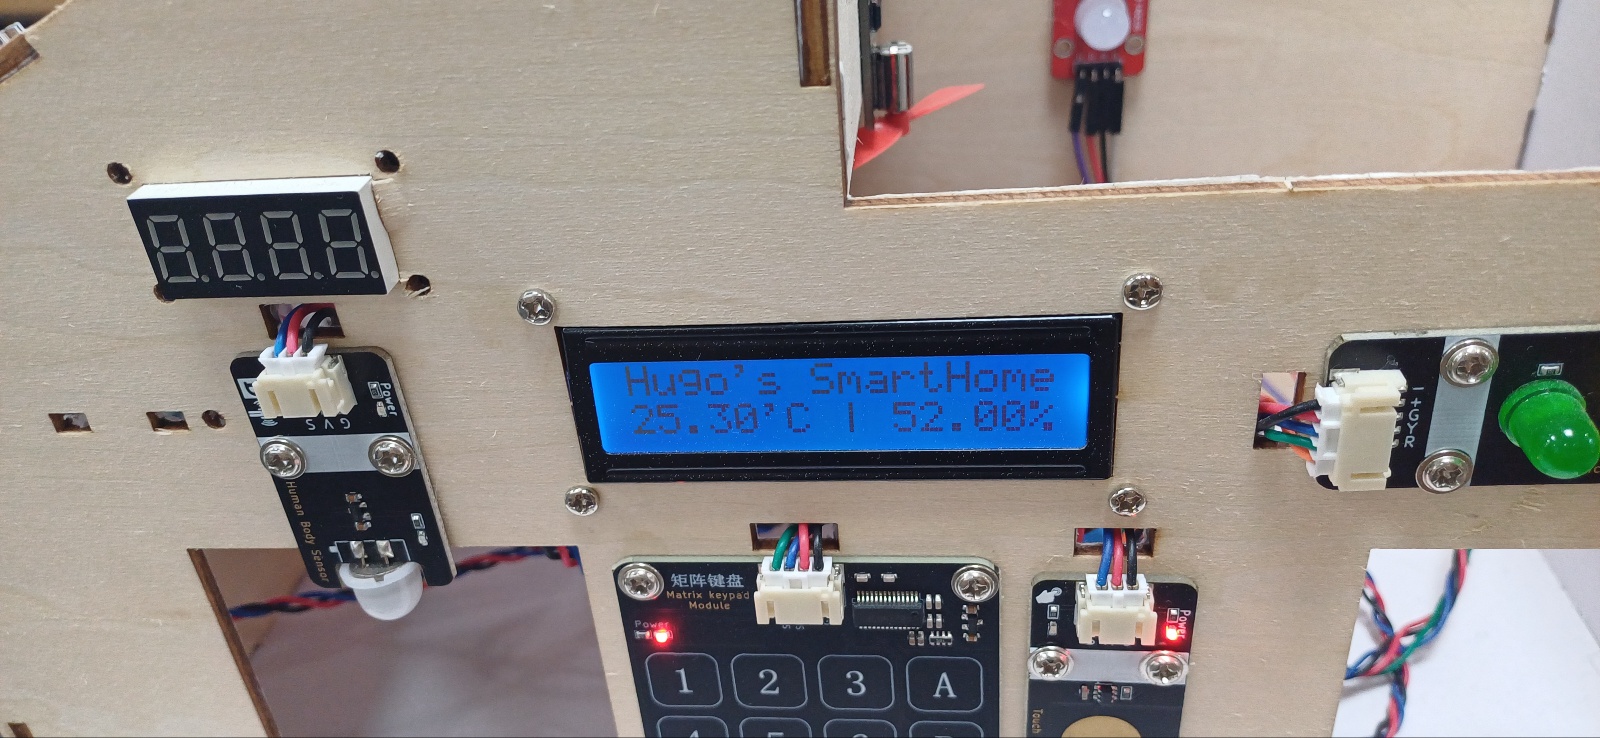 Hugo's SmartHome
25.30'C | 52.00%
Power
G V S
Human Body Sensor
- + G Y R
矩阵键盘
Matrix keypad
Module
Power
1 2 3 A
Power
Touch